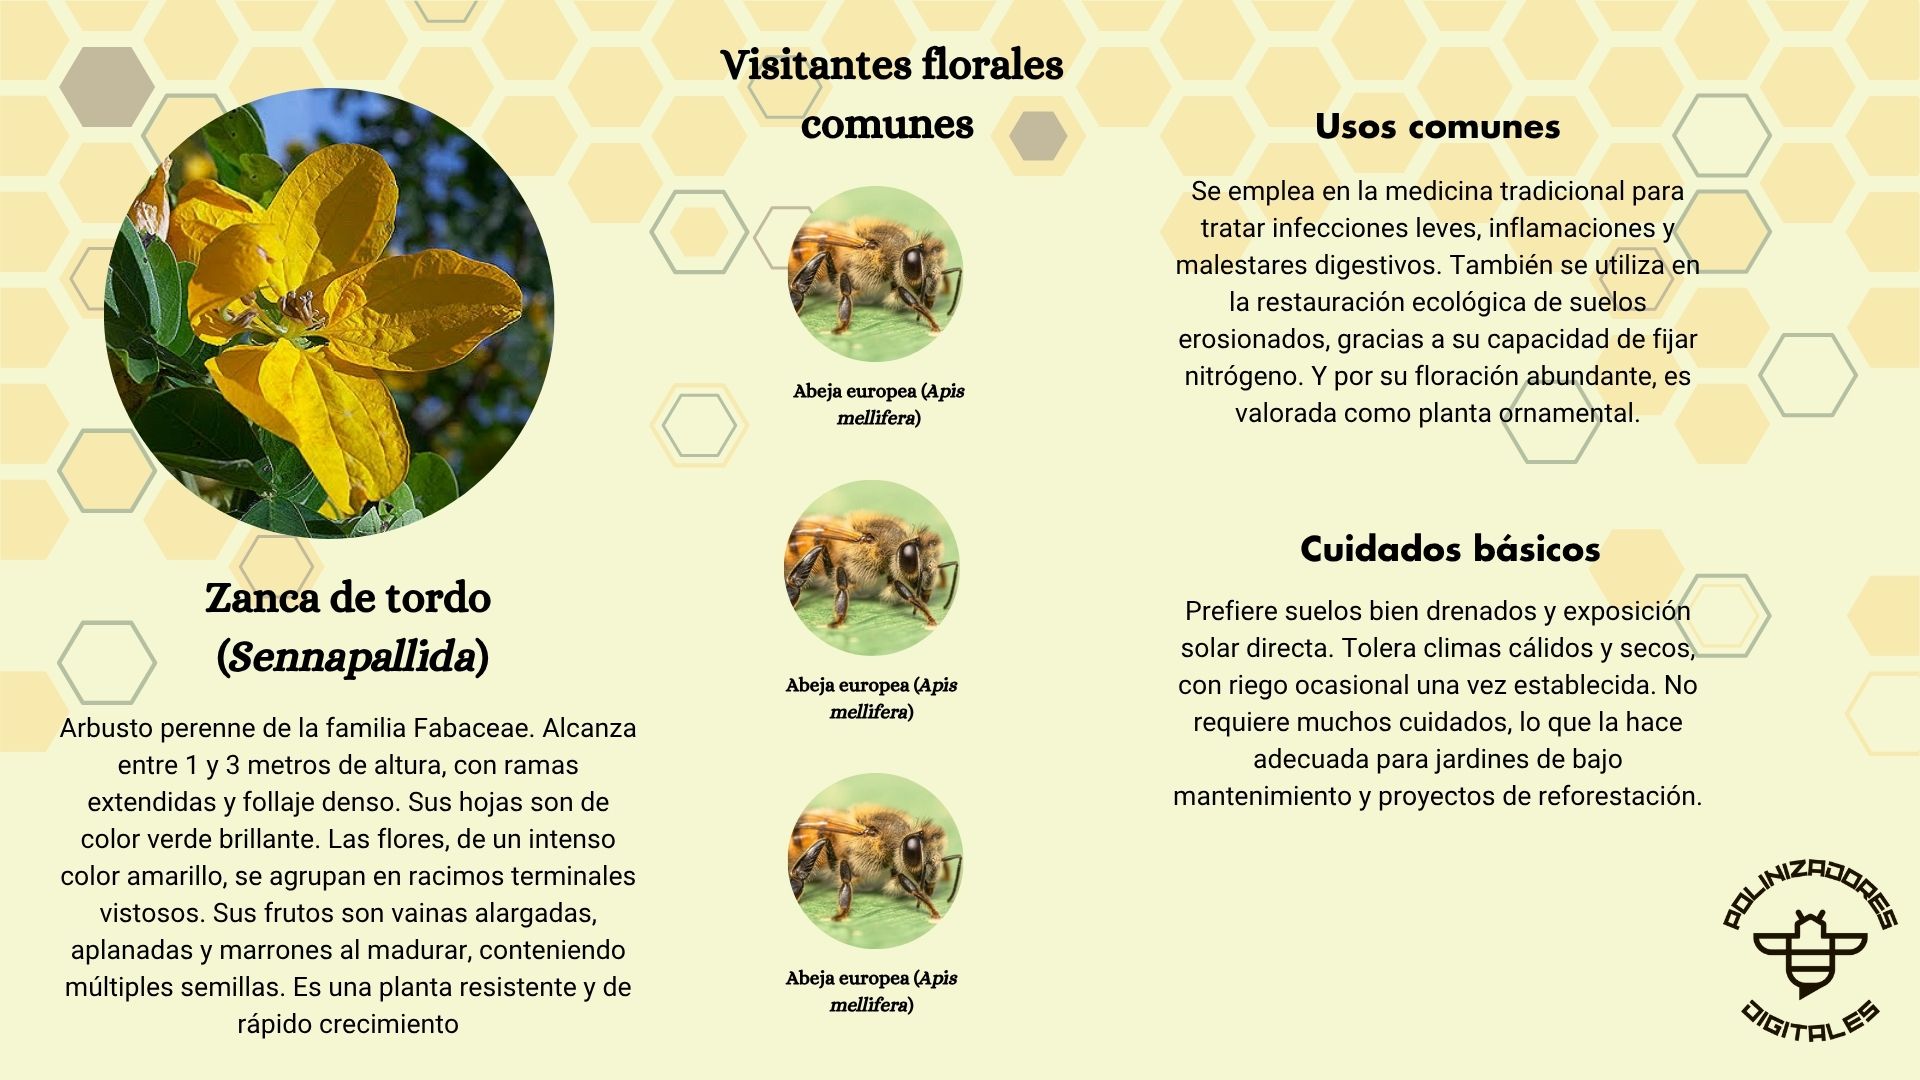 Zanca de tordo
(Sennapallida)
Arbusto perenne de la familia Fabaceae. Alcanza
entre 1 y 3 metros de altura, con ramas
extendidas y follaje denso. Sus hojas son de
color verde brillante. Las flores, de un intenso
color amarillo, se agrupan en racimos terminales
vistosos. Sus frutos son vainas alargadas,
aplanadas y marrones al madurar, conteniendo
múltiples semillas. Es una planta resistente y de
rápido crecimiento
Visitantes florales
comunes
Abeja europea (Apis
mellifera)
Abeja europea (Apis
mellifera)
Abeja europea (Apis
mellifera)
Usos comunes
Se emplea en la medicina tradicional para
tratar infecciones leves, inflamaciones y
malestares digestivos. También se utiliza en
la restauración ecológica de suelos
erosionados, gracias a su capacidad de fijar
nitrógeno. Y por su floración abundante, es
valorada como planta ornamental.
Cuidados básicos
Prefiere suelos bien drenados y exposición
solar directa. Tolera climas cálidos y secos,
con riego ocasional una vez establecida. No
requiere muchos cuidados, lo que la hace
adecuada para jardines de bajo
mantenimiento y proyectos de reforestación.
POLINIZADORES
DIGITALES